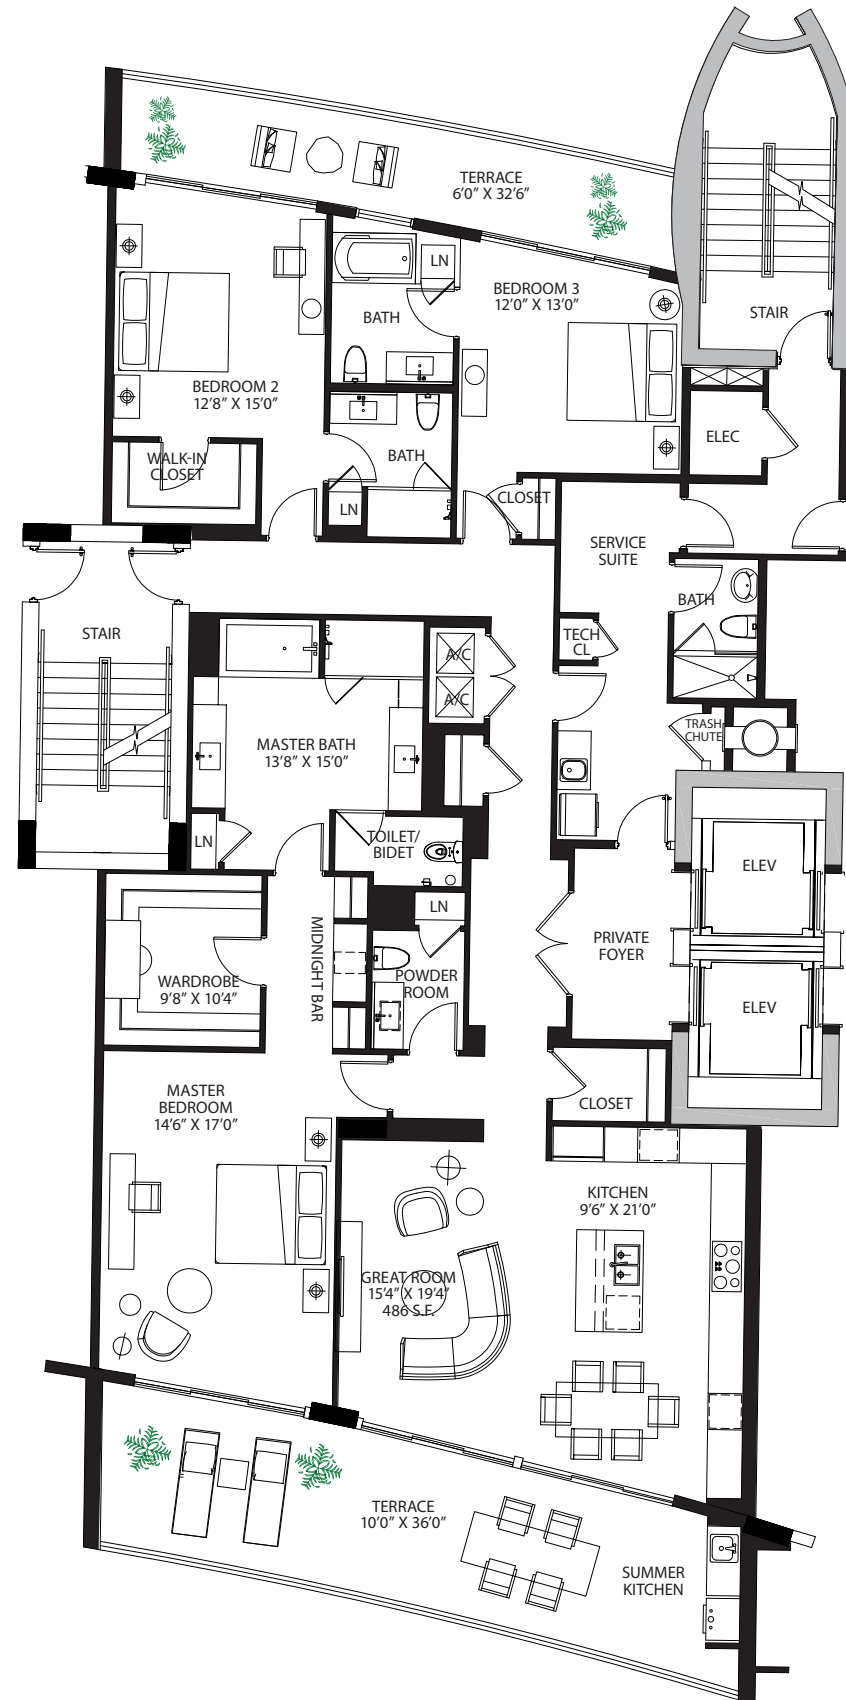 TERRACE
6’0” X 32’6”
LN
BEDROOM 3
12’0” X 13’0”
STAIR
BATH
BEDROOM 2
12’8” X 15’0”
ELEC
WALK-IN
CLOSET
BATH
LN
CLOSET
SERVICE
SUITE
BATH
STAIR
TECH
CL
A/C
A/C
TRASH
CHUTE
MASTER BATH
13’8” X 15’0”
LN
TOILET/
BIDET
ELEV
LN
MIDNIGHT BAR
PRIVATE
FOYER
POWDER
ROOM
WARDROBE
9’8” X 10’4”
ELEV
MASTER
BEDROOM
14’6” X 17’0”
CLOSET
KITCHEN
9’6” X 21’0”
GREAT ROOM
15’4” X 19’4”
486 S.F.
TERRACE
10’0” X 36’0”
SUMMER
KITCHEN